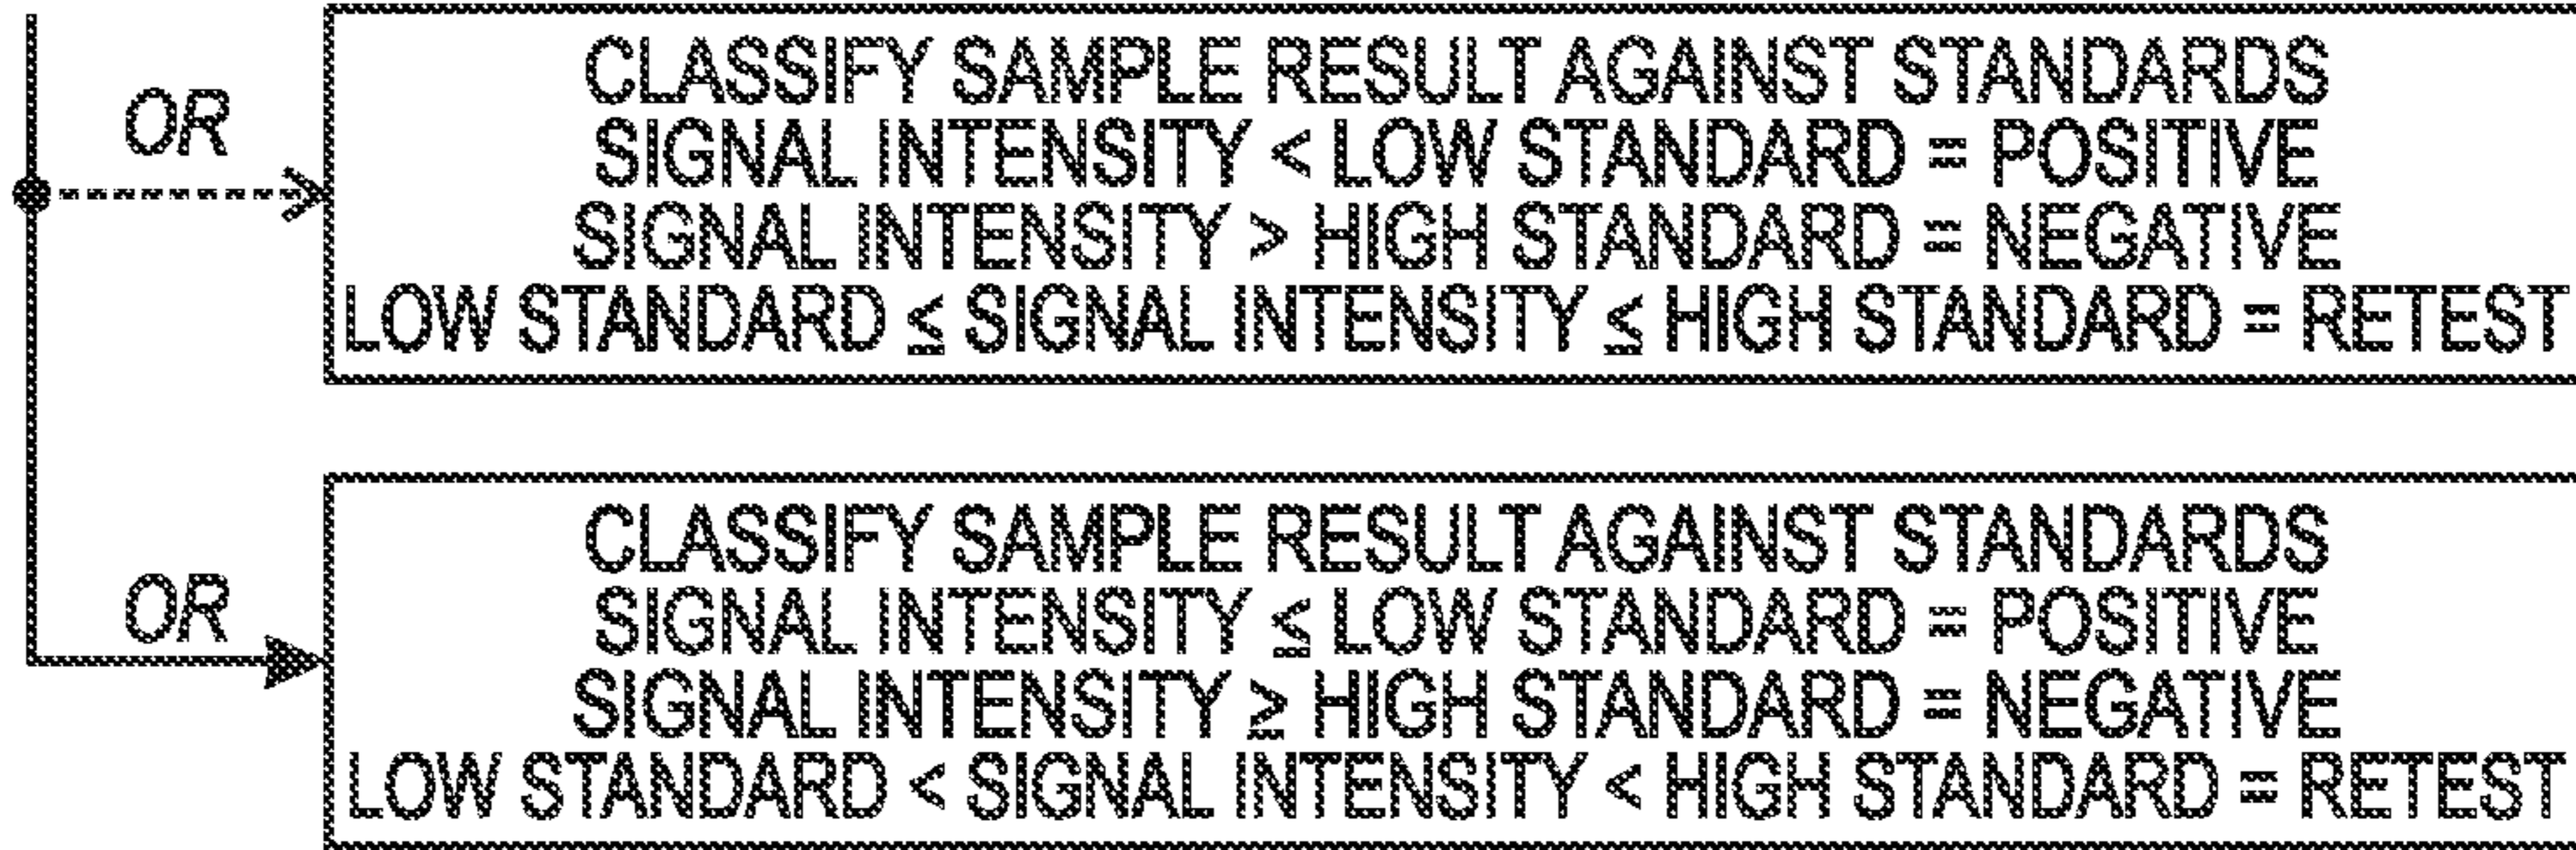 OR
CLASSIFY SAMPLE RESULT AGAINST STANDARDS
SIGNAL INTENSITY < LOW STANDARD = POSITIVE
SIGNAL INTENSITY > HIGH STANDARD = NEGATIVE
LOW STANDARD ≤ SIGNAL INTENSITY ≤ HIGH STANDARD = RETEST
OR
CLASSIFY SAMPLE RESULT AGAINST STANDARDS
SIGNAL INTENSITY ≤ LOW STANDARD = POSITIVE
SIGNAL INTENSITY ≥ HIGH STANDARD = NEGATIVE
LOW STANDARD < SIGNAL INTENSITY < HIGH STANDARD = RETEST